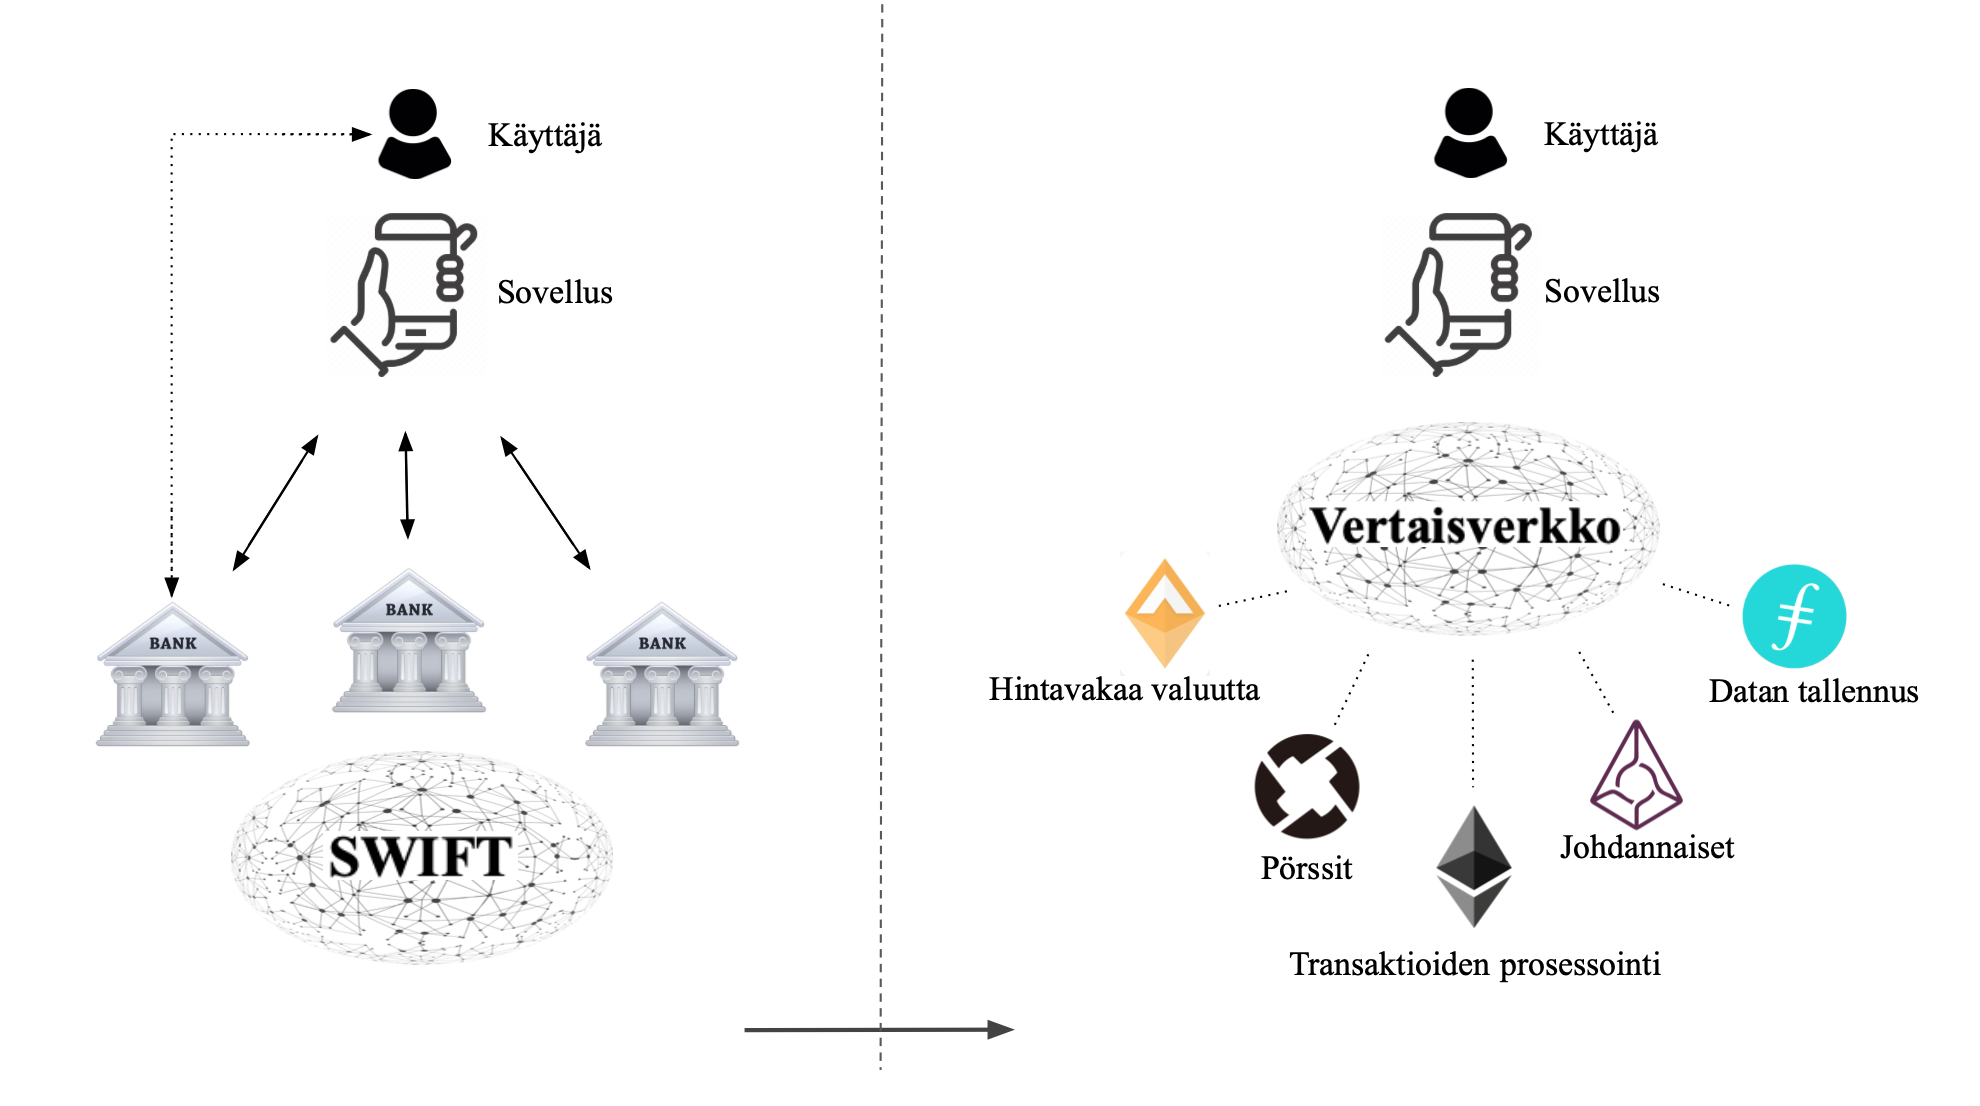 Käyttäjä
Sovellus
BANK
BANK
BANK
SWIFT
Käyttäjä
Sovellus
Vertaisverkko
Hintavakaa valuutta
Datan tallennus
Pörssit
Johdannaiset
Transaktioiden prosessointi